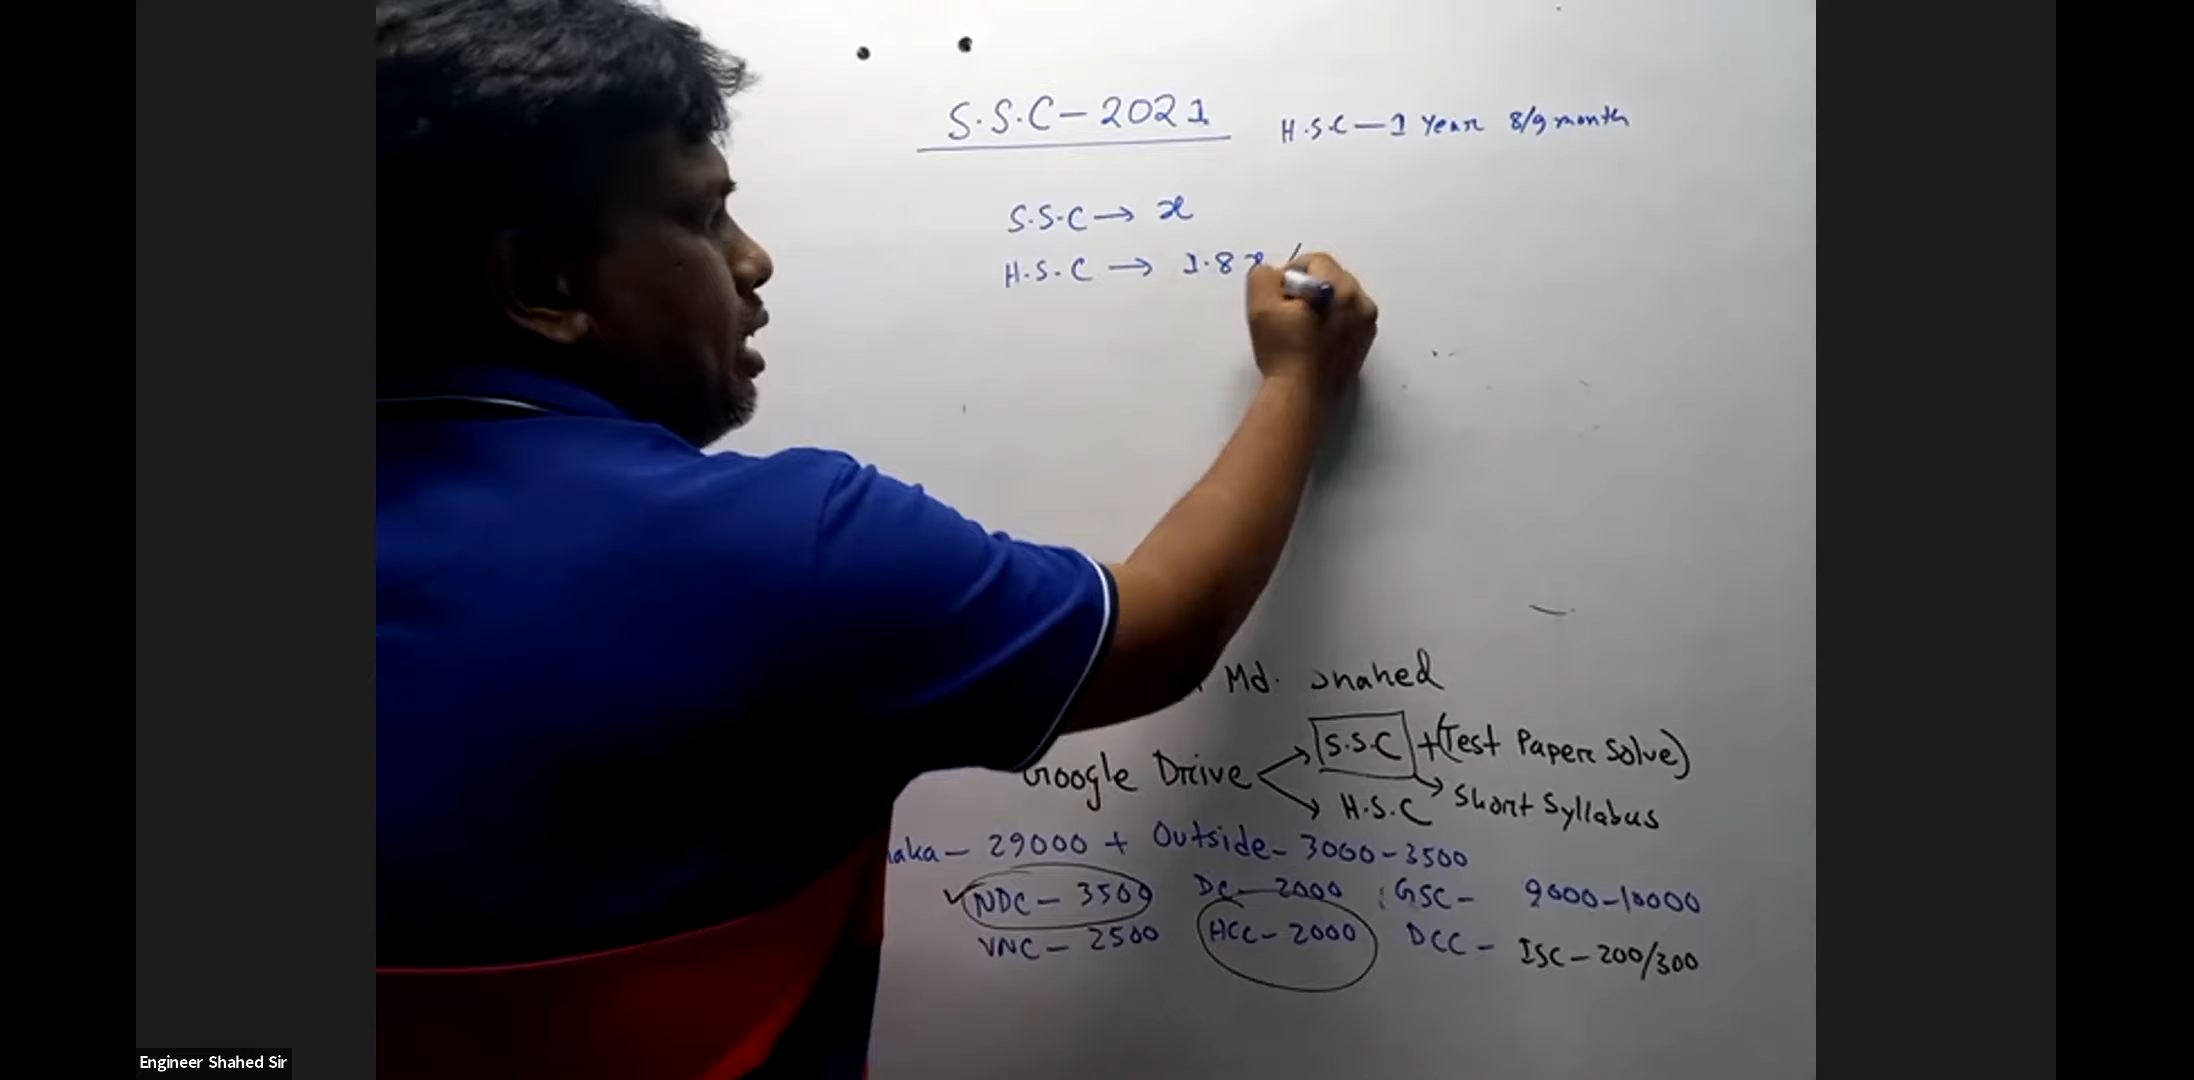 S.S.C - 2021
H.S.C - 1 Year 8/9 month
S.S.C → x
H.S.C → 1.8 x /
Md. Shahed
Google Drive → S.S.C + (Test Paper Solve)
→ Short Syllabus
→ H.S.C
haka - 29000 + Outside - 3000-3500
✓ NDC - 3500 DC - 2000 GSC - 9000-10000
VNC - 2500 HCC - 2000 DCC - ISC - 200/300
Engineer Shahed Sir